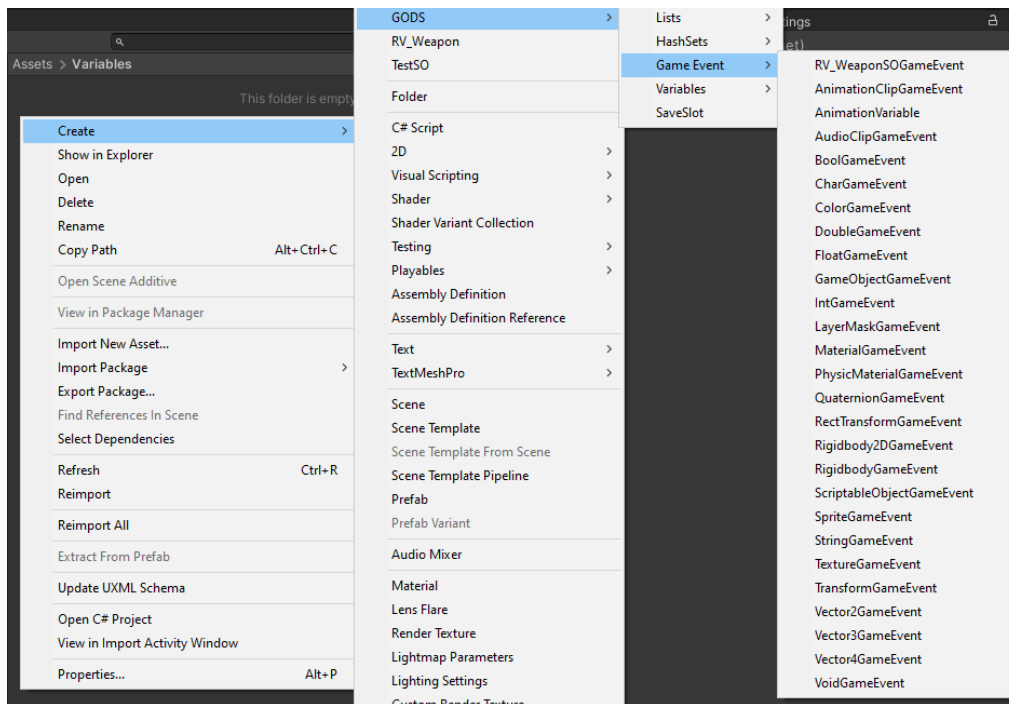 Assets > Variables
This folder is empty
Create
Show in Explorer
Open
Delete
Rename
Copy Path Alt+Ctrl+C
Open Scene Additive
View in Package Manager
Import New Asset...
Import Package
Export Package...
Find References In Scene
Select Dependencies
Refresh Ctrl+R
Reimport
Reimport All
Extract From Prefab
Update UXML Schema
Open C# Project
View in Import Activity Window
Properties... Alt+P
GODS
RV_Weapon
TestSO
Folder
C# Script
2D
Visual Scripting
Shader
Shader Variant Collection
Testing
Playables
Assembly Definition
Assembly Definition Reference
Text
TextMeshPro
Scene
Scene Template
Scene Template From Scene
Scene Template Pipeline
Prefab
Prefab Variant
Audio Mixer
Material
Lens Flare
Render Texture
Lightmap Parameters
Lighting Settings
Custom Render Texture
Lists
HashSets
Game Event
Variables
SaveSlot
ings
et)
RV_WeaponSOGameEvent
AnimationClipGameEvent
AnimationVariable
AudioClipGameEvent
BoolGameEvent
CharGameEvent
ColorGameEvent
DoubleGameEvent
FloatGameEvent
GameObjectGameEvent
IntGameEvent
LayerMaskGameEvent
MaterialGameEvent
PhysicMaterialGameEvent
QuaternionGameEvent
RectTransformGameEvent
Rigidbody2DGameEvent
RigidbodyGameEvent
ScriptableObjectGameEvent
SpriteGameEvent
StringGameEvent
TextureGameEvent
TransformGameEvent
Vector2GameEvent
Vector3GameEvent
Vector4GameEvent
VoidGameEvent